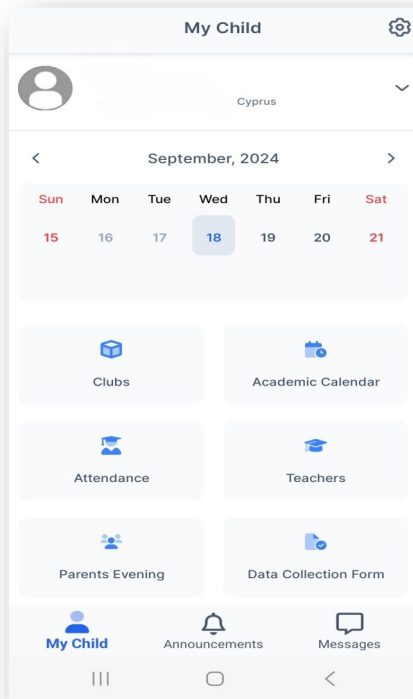 My Child
Cyprus
September, 2024
Sun Mon Tue Wed Thu Fri Sat
15 16 17 18 19 20 21
Clubs Academic Calendar
Attendance Teachers
Parents Evening Data Collection Form
My Child Announcements Messages